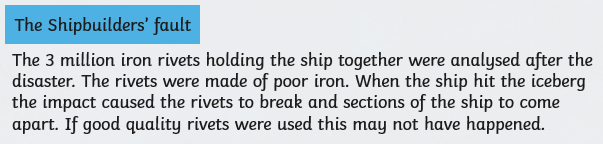 The Shipbuilders' fault
The 3 million iron rivets holding the ship together were analysed after the
disaster. The rivets were made of poor iron. When the ship hit the iceberg
the impact caused the rivets to break and sections of the ship to come
apart. If good quality rivets were used this may not have happened.